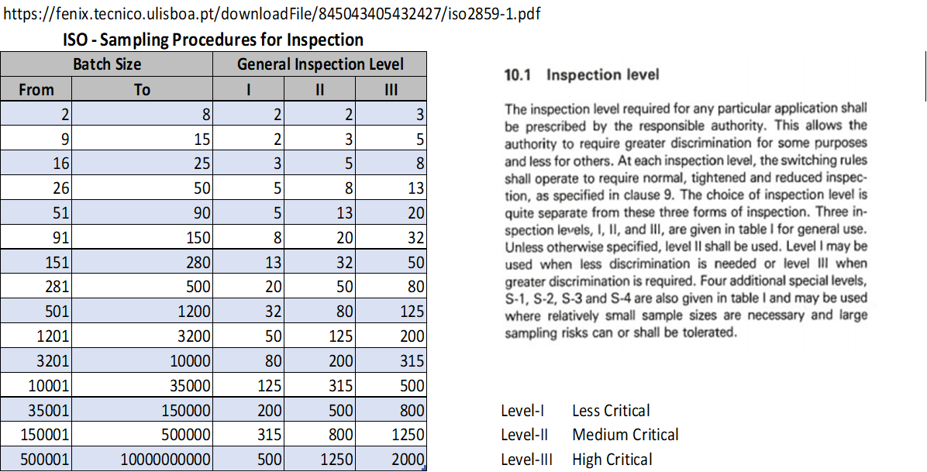 https://fenix.tecnico.ulisboa.pt/downloadFile/845043405432427/iso2859-1.pdf
ISO - Sampling Procedures for Inspection
Batch Size General Inspection Level
From To I II III
2 8 2 2 3
9 15 2 3 5
16 25 3 5 8
26 50 5 8 13
51 90 5 13 20
91 150 8 20 32
151 280 13 32 50
281 500 20 50 80
501 1200 32 80 125
1201 3200 50 125 200
3201 10000 80 200 315
10001 35000 125 315 500
35001 150000 200 500 800
150001 500000 315 800 1250
500001 10000000000 500 1250 2000
10.1 Inspection level
The inspection level required for any particular application shall
be prescribed by the responsible authority. This allows the
authority to require greater discrimination for some purposes
and less for others. At each inspection level, the switching rules
shall operate to require normal, tightened and reduced inspec-
tion, as specified in clause 9. The choice of inspection level is
quite separate from these three forms of inspection. Three in-
spection levels, I, II, and III, are given in table I for general use.
Unless otherwise specified, level II shall be used. Level I may be
used when less discrimination is needed or level III when
greater discrimination is required. Four additional special levels,
S-1, S-2, S-3 and S-4 are also given in table I and may be used
where relatively small sample sizes are necessary and large
sampling risks can or shall be tolerated.
Level-I Less Critical
Level-II Medium Critical
Level-III High Critical